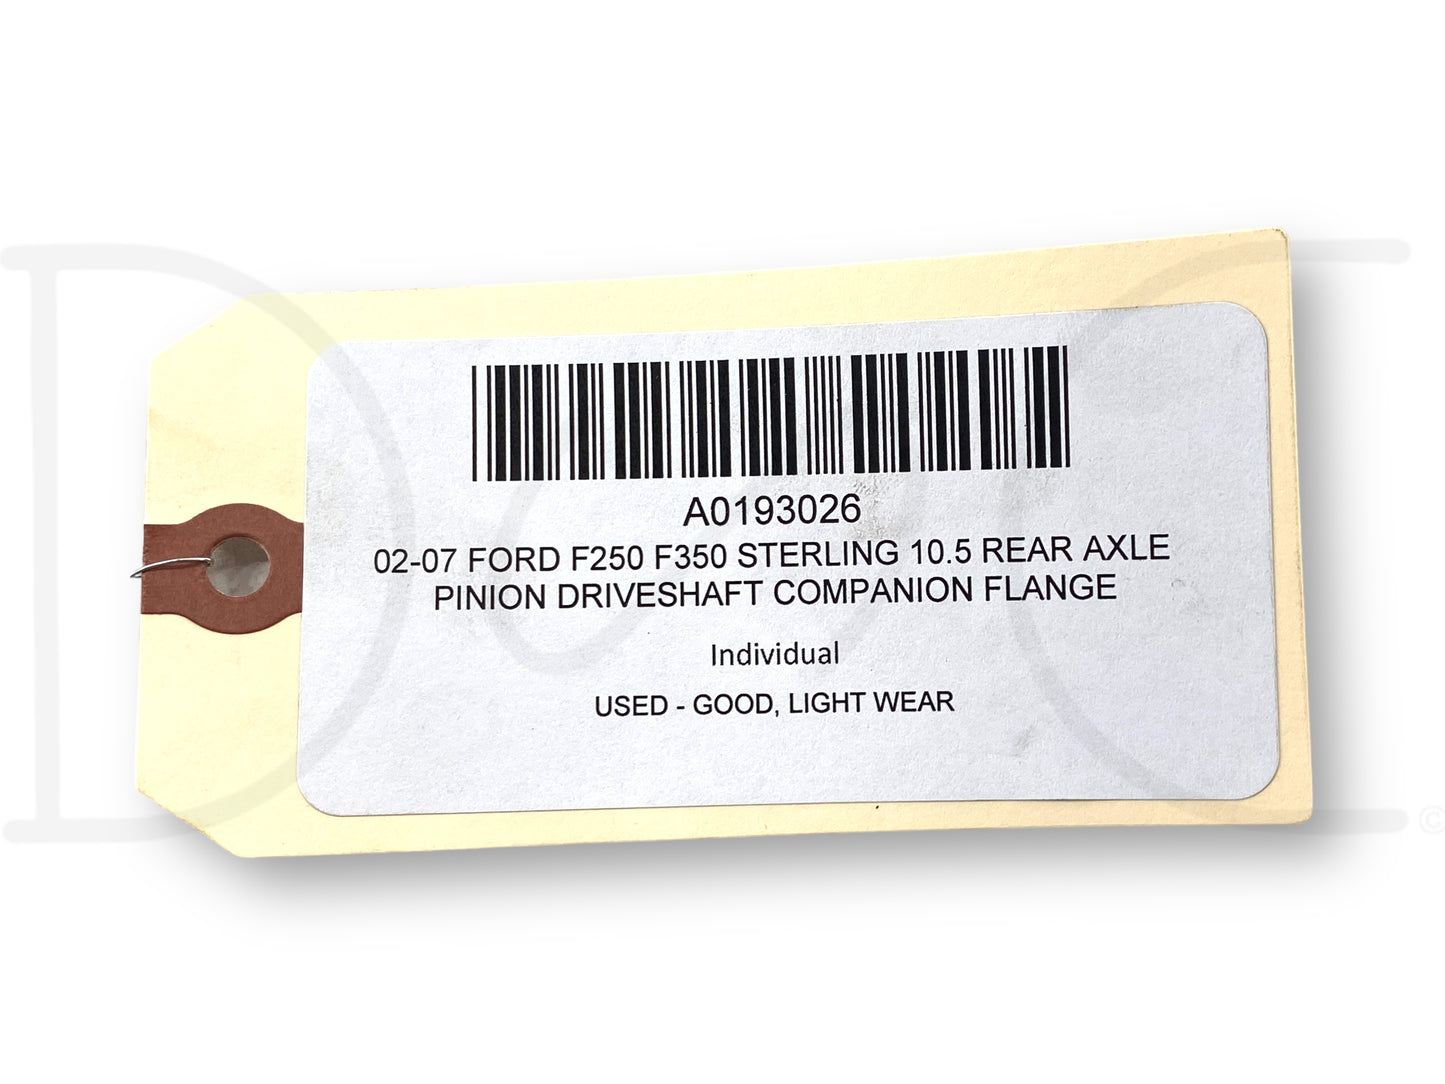 A0193026
02-07 FORD F250 F350 STERLING 10.5 REAR AXLE
PINION DRIVESHAFT COMPANION FLANGE
Individual
USED - GOOD, LIGHT WEAR
©